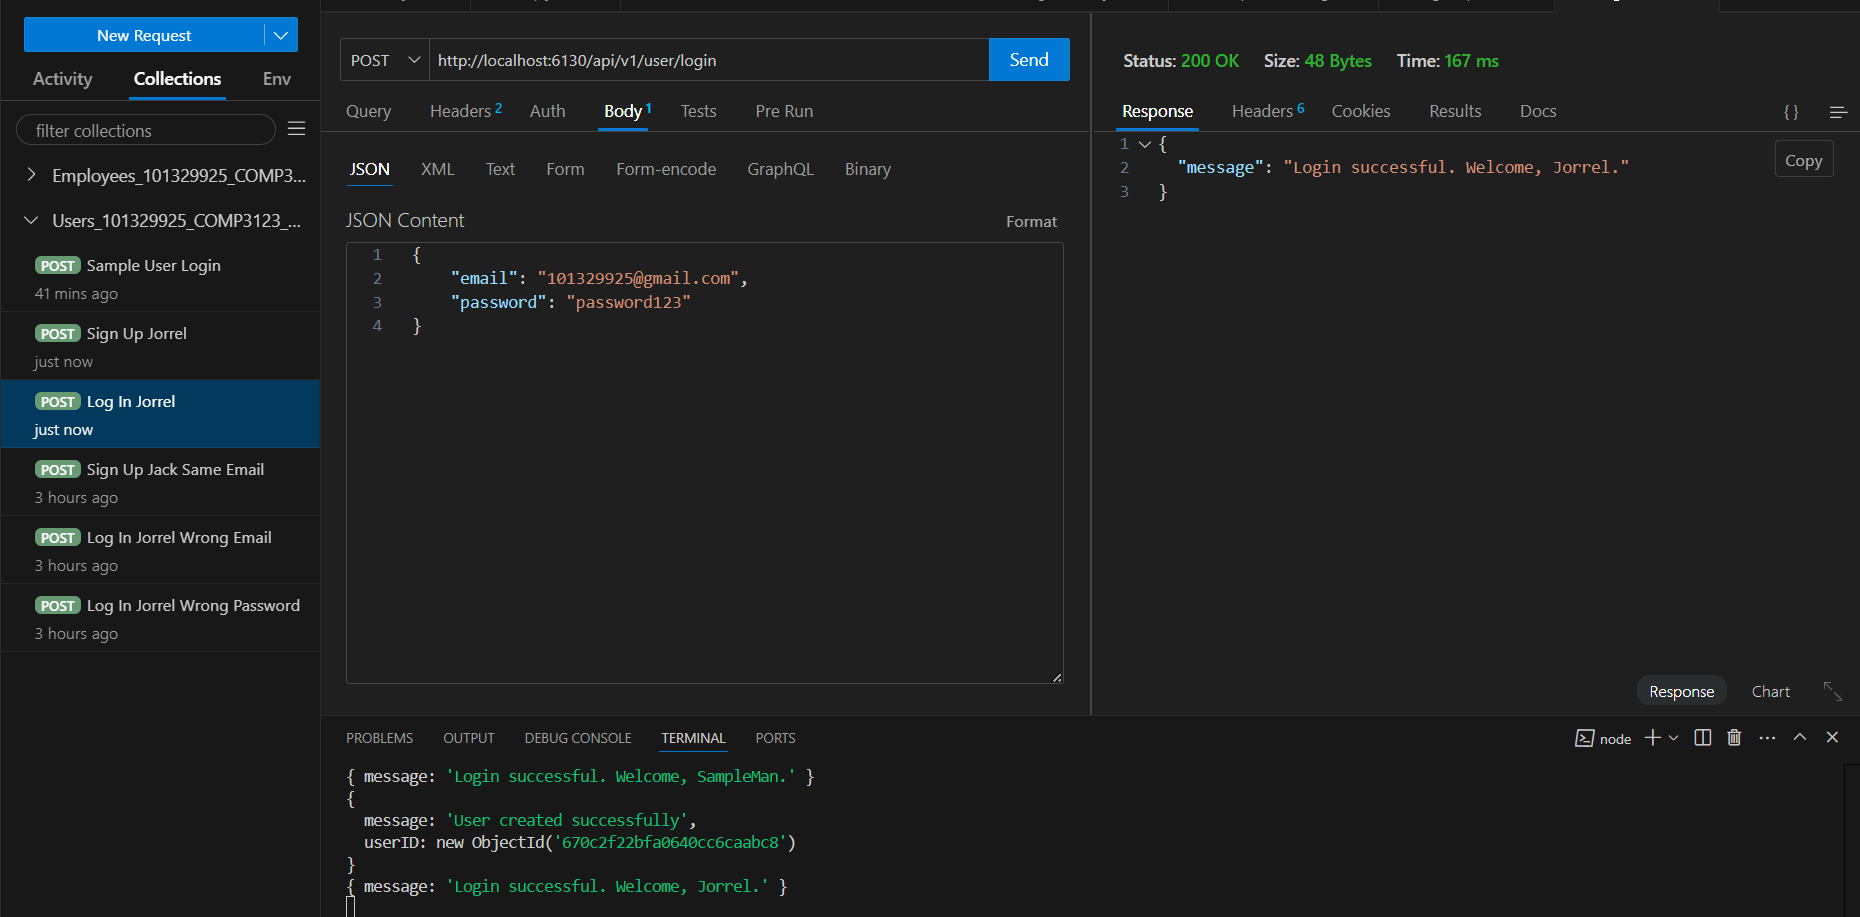 New Request
Activity Collections Env
filter collections
Employees_101329925_COMP3...
Users_101329925_COMP3123_...
POST Sample User Login
41 mins ago
POST Sign Up Jorrel
just now
POST Log In Jorrel
just now
POST Sign Up Jack Same Email
3 hours ago
POST Log In Jorrel Wrong Email
3 hours ago
POST Log In Jorrel Wrong Password
3 hours ago
POST http://localhost:6130/api/v1/user/login Send
Query Headers 2 Auth Body 1 Tests Pre Run
JSON XML Text Form Form-encode GraphQL Binary
JSON Content Format
1 {
2 "email": "101329925@gmail.com",
3 "password": "password123"
4 }
Status: 200 OK Size: 48 Bytes Time: 167 ms
Response Headers 6 Cookies Results Docs { }
1 {
2 "message": "Login successful. Welcome, Jorrel."
3 }
Copy
Response Chart
PROBLEMS OUTPUT DEBUG CONSOLE TERMINAL PORTS
node
{ message: 'Login successful. Welcome, SampleMan.' }
{
message: 'User created successfully',
userID: new ObjectId('670c2f22bfa0640cc6caabc8')
}
{ message: 'Login successful. Welcome, Jorrel.' }